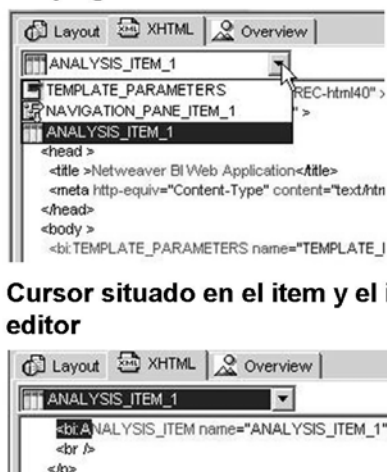 Layout XHTML Overview
ANALYSIS_ITEM_1
TEMPLATE_PARAMETERS REC-html40" >
NAVIGATION_PANE_ITEM_1 " >
ANALYSIS_ITEM_1
<head >
<title >Netweaver BI Web Application</title>
<meta http-equiv="Content-Type" content="text/htm
</head>
<body >
<bi:TEMPLATE_PARAMETERS name="TEMPLATE_
Cursor situado en el item y el
editor
Layout XHTML Overview
ANALYSIS_ITEM_1
<bi:ANALYSIS_ITEM name="ANALYSIS_ITEM_1"
<br />
</p>